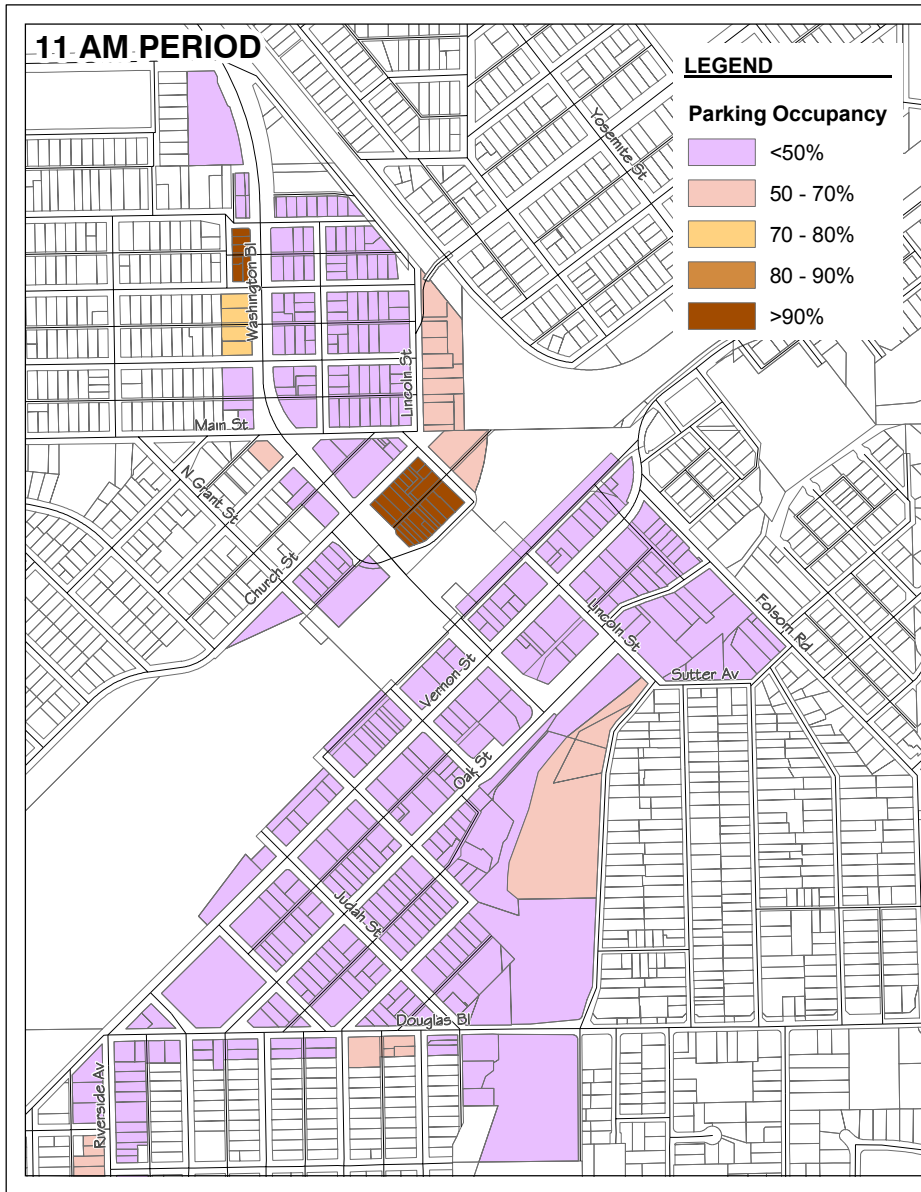 11 AM PERIOD
LEGEND
Parking Occupancy
<50%
50 - 70%
70 - 80%
80 - 90%
>90%
Yosemite St
Washington Bl
Lincoln St
Main St
N Grant St
Church St
Folsom Rd
Lincoln St
Sutter Av
Vernon St
Oak St
Judah St
Douglas Bl
Riverside Av